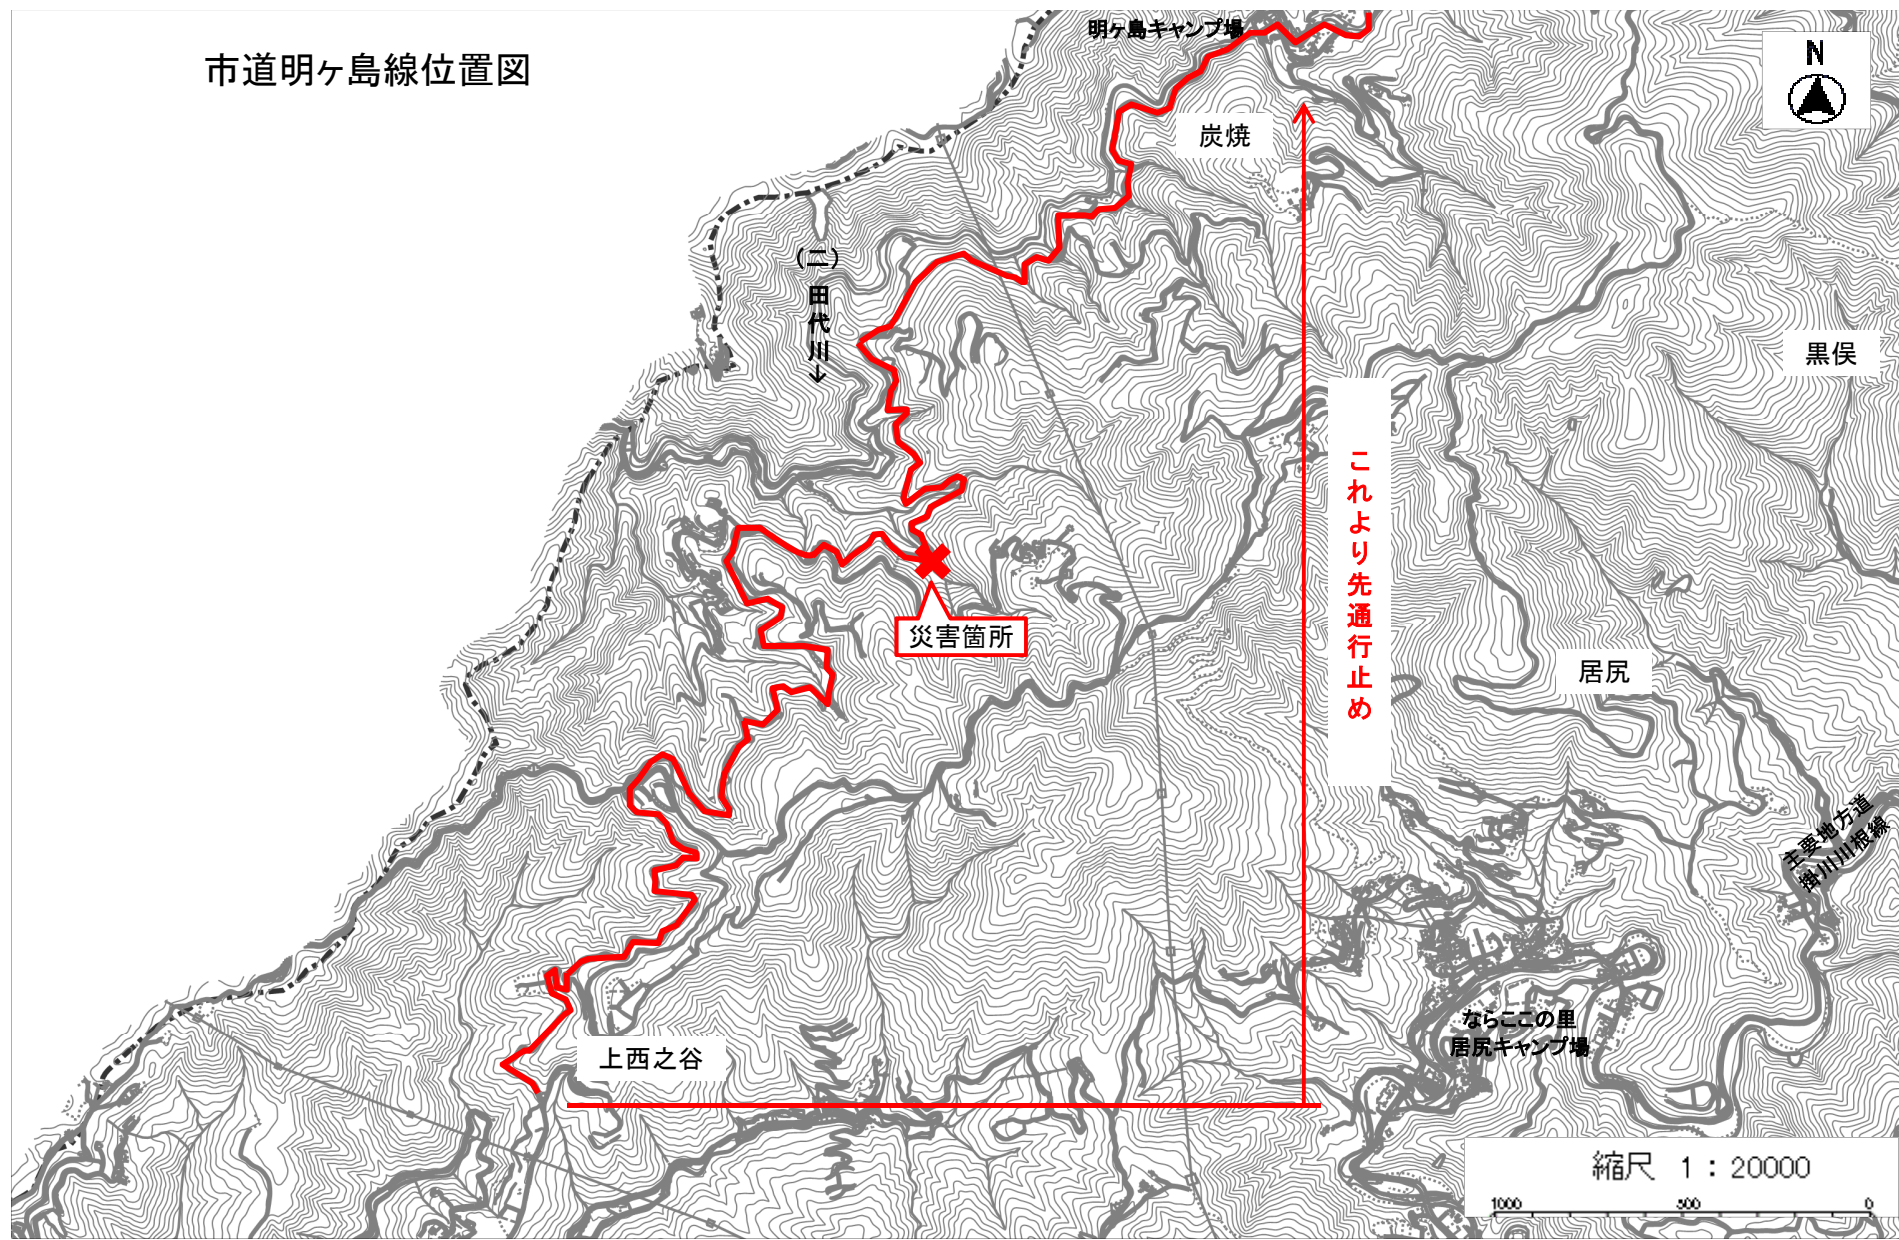 市道明ヶ島線位置図
明ヶ島キャンプ場
N
炭焼
(二)田代川↓
黒俣
これより先通行止め
災害箇所
居尻
主要地方道
掛川川根線
ならここの里
居尻キャンプ場
上西之谷
縮尺 1:20000
1000 500 0